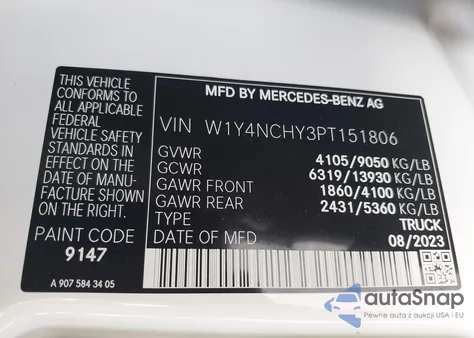 THIS VEHICLE
CONFORMS TO
ALL APPLICABLE
FEDERAL
VEHICLE SAFETY
STANDARDS IN
EFFECT ON THE
DATE OF MANU-
FACTURE SHOWN
PAINT CODE
9147
A 907 584 34 05
MFD BY MERCEDES-BENZ AG
VIN W1Y4NCHY3PT151806
GVWR 4105/9050 KG/LB
GCWR 6319/13930 KG/LB
GAWR FRONT 1860/4100 KG/LB
GAWR REAR 2431/5360 KG/LB
TYPE TRUCK
DATE OF MFD 08/2023
autaSnap
Pewne auta z aukcji USA i EU